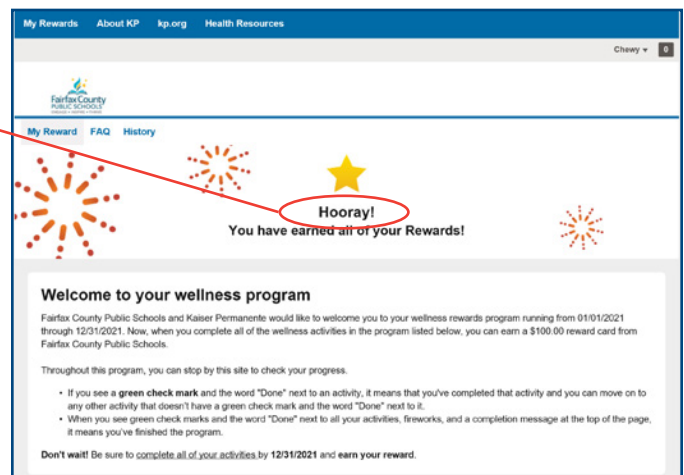 My Rewards About KP kp.org Health Resources
Chewy 0
Fairfax County
PUBLIC SCHOOLS
My Reward FAQ History
Hooray!
You have earned all of your Rewards!
Welcome to your wellness program
Fairfax County Public Schools and Kaiser Permanente would like to welcome you to your wellness rewards program running from 01/01/2021
through 12/31/2021. Now, when you complete all of the wellness activities in the program listed below, you can earn a $100.00 reward card from
Fairfax County Public Schools.
Throughout this program, you can stop by this site to check your progress.
• If you see a green check mark and the word "Done" next to an activity, it means that you've completed that activity and you can move on to
any other activity that doesn't have a green check mark and the word "Done" next to it.
• When you see green check marks and the word "Done" next to all your activities, fireworks, and a completion message at the top of the page,
it means you've finished the program.
Don't wait! Be sure to complete all of your activities by 12/31/2021 and earn your reward.